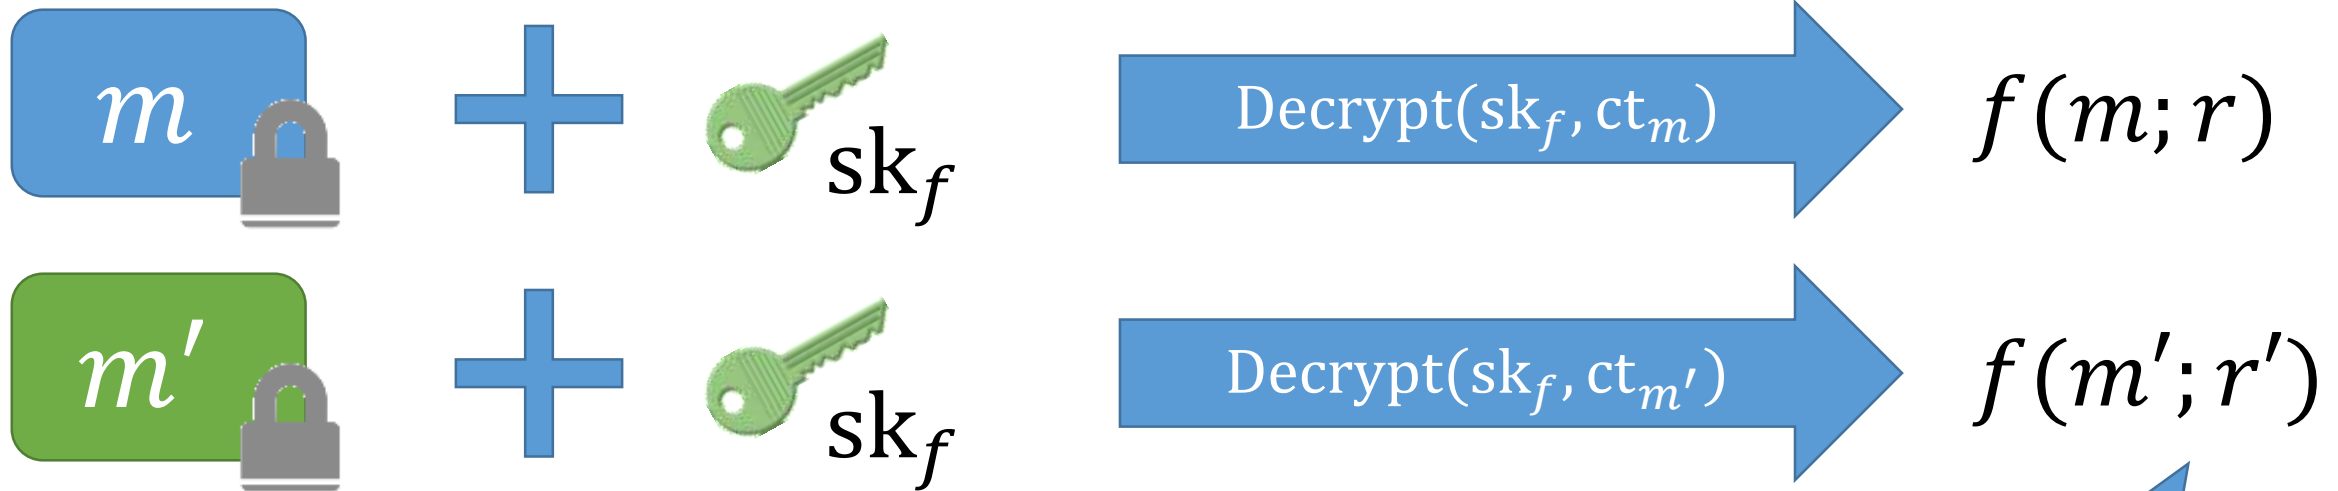 m + sk_f Decrypt(sk_f, ct_m) f(m; r)
m′ + sk_f Decrypt(sk_f, ct_m′) f(m′; r′)